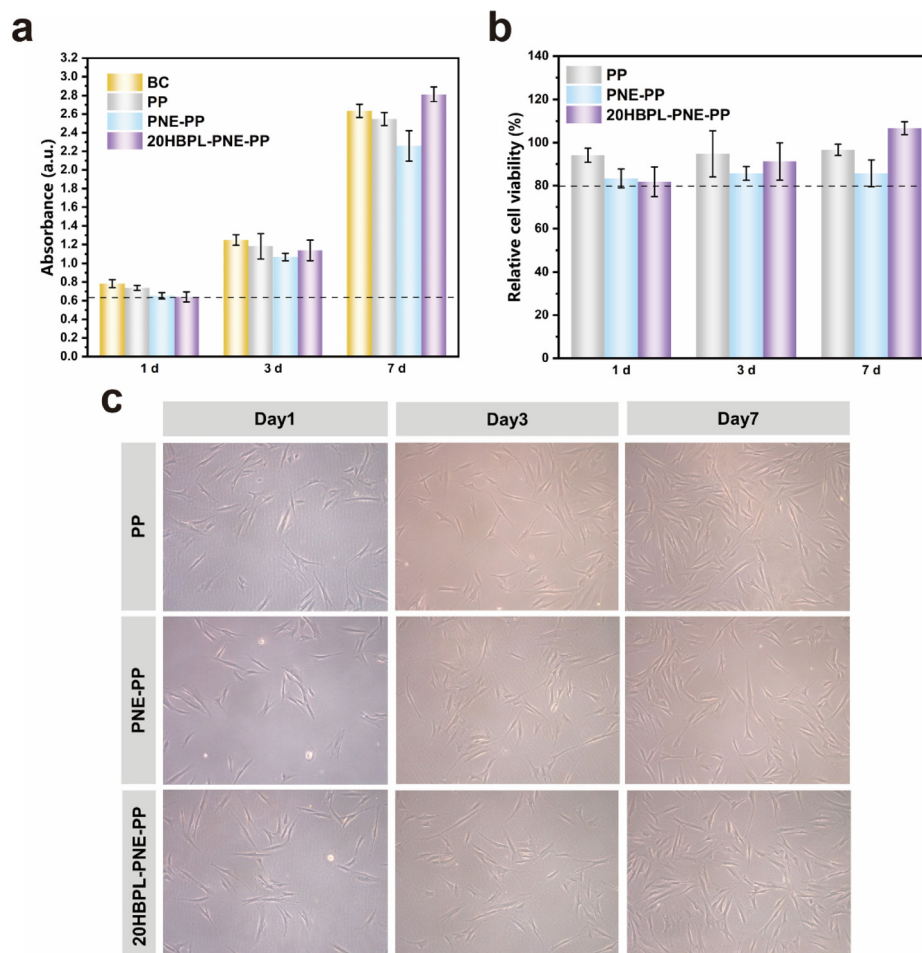 a
Absorbance (a.u.)
3.2
3.0
2.8
2.6
2.4
2.2
2.0
1.8
1.6
1.4
1.2
1.0
0.8
0.6
0.4
0.2
0.0
BC
PP
PNE-PP
20HBPL-PNE-PP
1 d
3 d
7 d
b
Relative cell viability (%)
140
120
100
80
60
40
20
0
PP
PNE-PP
20HBPL-PNE-PP
1 d
3 d
7 d
c
Day1
Day3
Day7
PP
PNE-PP
20HBPL-PNE-PP